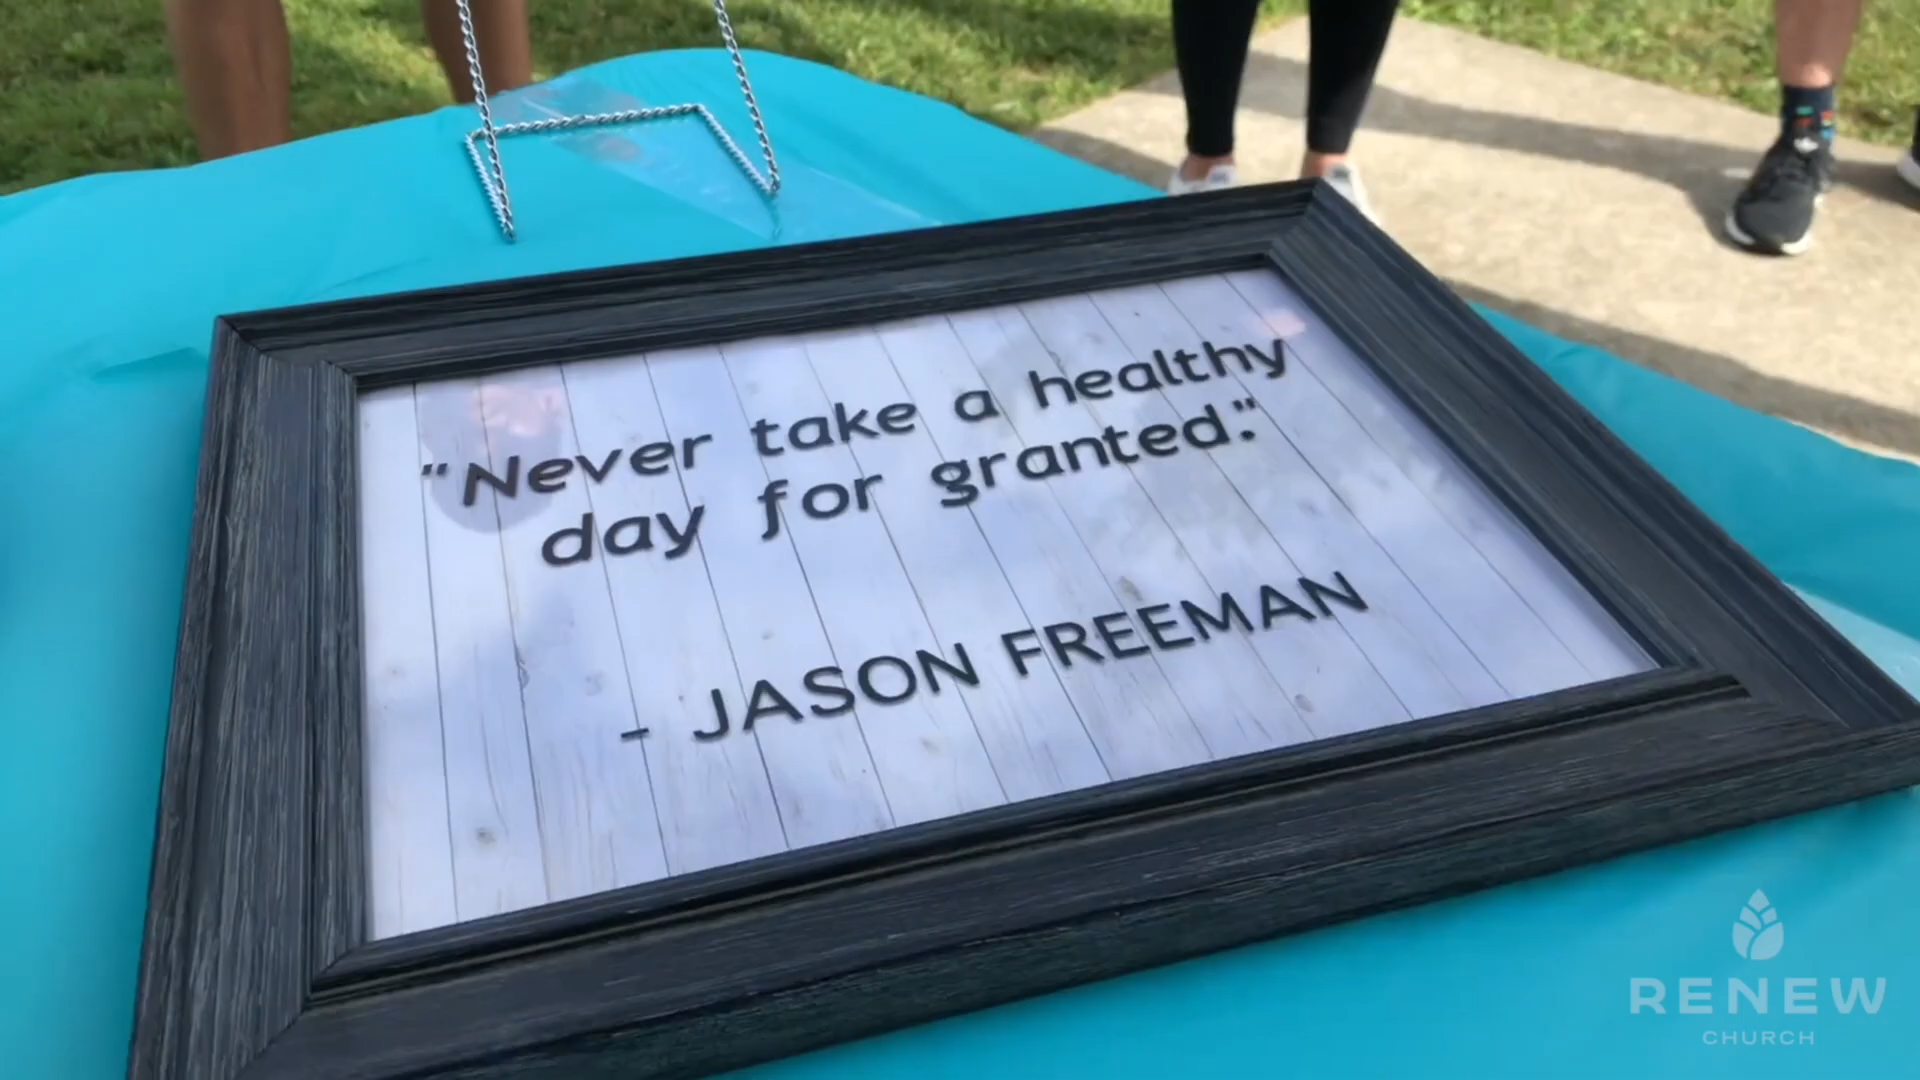 "Never take a healthy
day for granted."
- JASON FREEMAN
RENEW
CHURCH